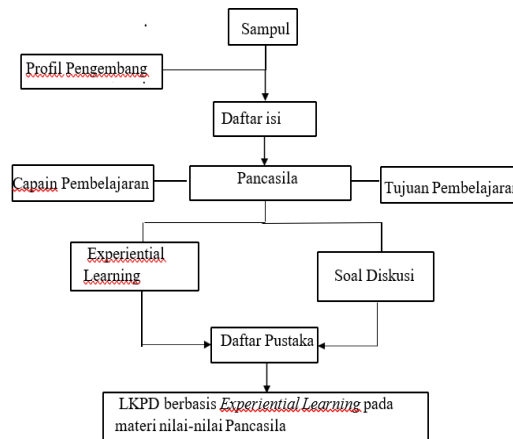 Sampul
Profil Pengembang
Daftar isi
Capain Pembelajaran
Pancasila
Tujuan Pembelajaran
Experiential
Learning
Soal Diskusi
Daftar Pustaka
LKPD berbasis Experiential Learning pada
materi nilai-nilai Pancasila